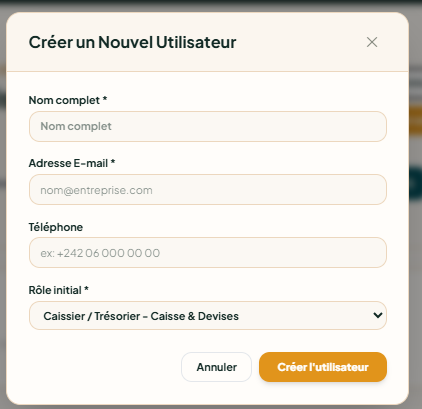 Créer un Nouvel Utilisateur
Nom complet *
Nom complet
Adresse E-mail *
nom@entreprise.com
Téléphone
ex: +242 06 000 00 00
Rôle initial *
Caissier / Trésorier - Caisse & Devises
Annuler
Créer l'utilisateur